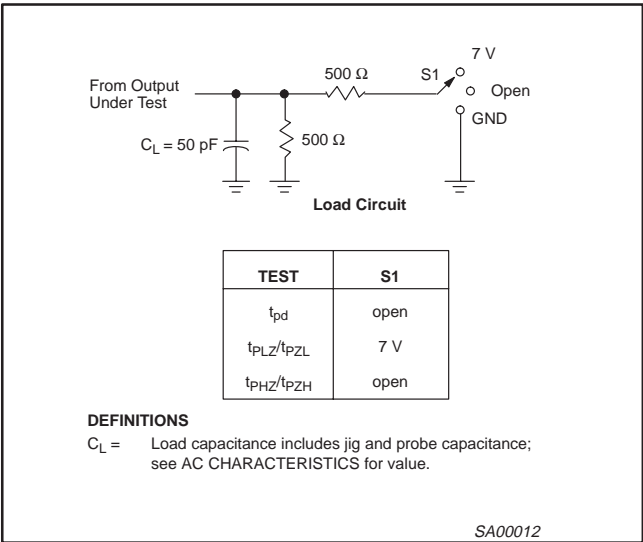 7 V
500 Ω
S1
From Output
Under Test
Open
GND
C_L = 50 pF
500 Ω
Load Circuit
TEST S1
t_pd open
t_PLZ/t_PZL 7 V
t_PHZ/t_PZH open
DEFINITIONS
C_L = Load capacitance includes jig and probe capacitance;
see AC CHARACTERISTICS for value.
SA00012